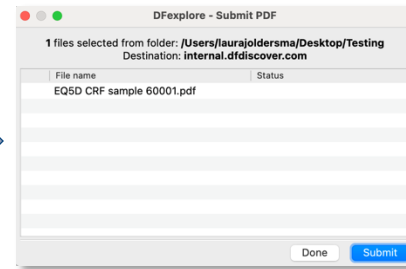 DFexplore - Submit PDF
1 files selected from folder: /Users/laurajoldersma/Desktop/Testing
Destination: internal.dfdiscover.com
File name Status
EQ5D CRF sample 60001.pdf
Done Submit